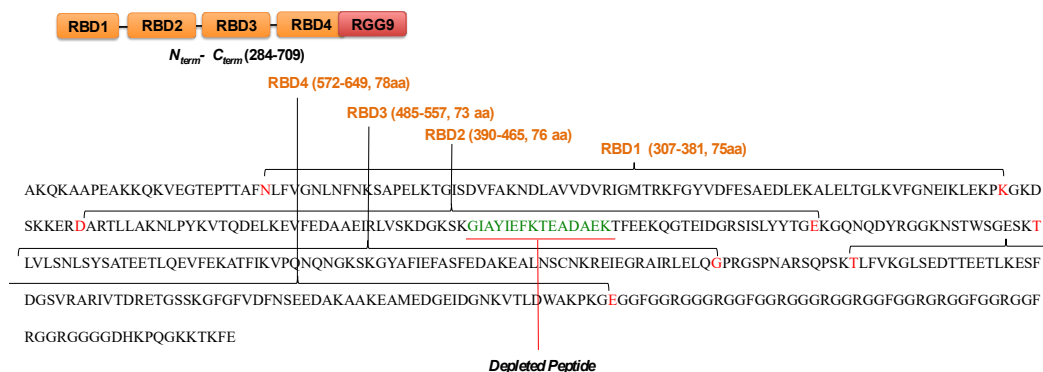 RBD1 RBD2 RBD3 RBD4 RGG9
Nterm- Cterm (284-709)
RBD4 (572-649, 78aa)
RBD3 (485-557, 73 aa)
RBD2 (390-465, 76 aa)
RBD1 (307-381, 75aa)
AKQKAAPEAKKQKVEGTEPTTAFNLFVGNLNFNKSAPELKTGISDVFAKNDLAVVDVRIGMTRKFGYVDFESAEDLEKALELTGLKVFGNEIKLEKPKGKD
SKKERDARTLLAKNLPYKVTQDELKEVFEDAAEIRLVSKDGKSKGIAYIEFKTEADAEKTFEEKQGTEIDGRSISLYYTGEKGQNQDYRGGKNSTWSGESKT
LVLSNLSYSATEETLQEVFEKATFIKVPQNQNGKSKGYAFIEFASFEDAKEALNSCNKREIEGRAIRLELQGPRGSPNARSQPSKTLFVKGLSEDTTEETLKESF
DGSVRARIVTDRETGSSKGFGFVDFNSEEDAKAAKEAMEDGEIDGNKVTLDWAKPKGEGGFGGRGGGRGGFGGRGGGRGGRGGFGGRGRGGFGGRGGF
RGGRGGGGDHKPQGKKTKFE
Depleted Peptide